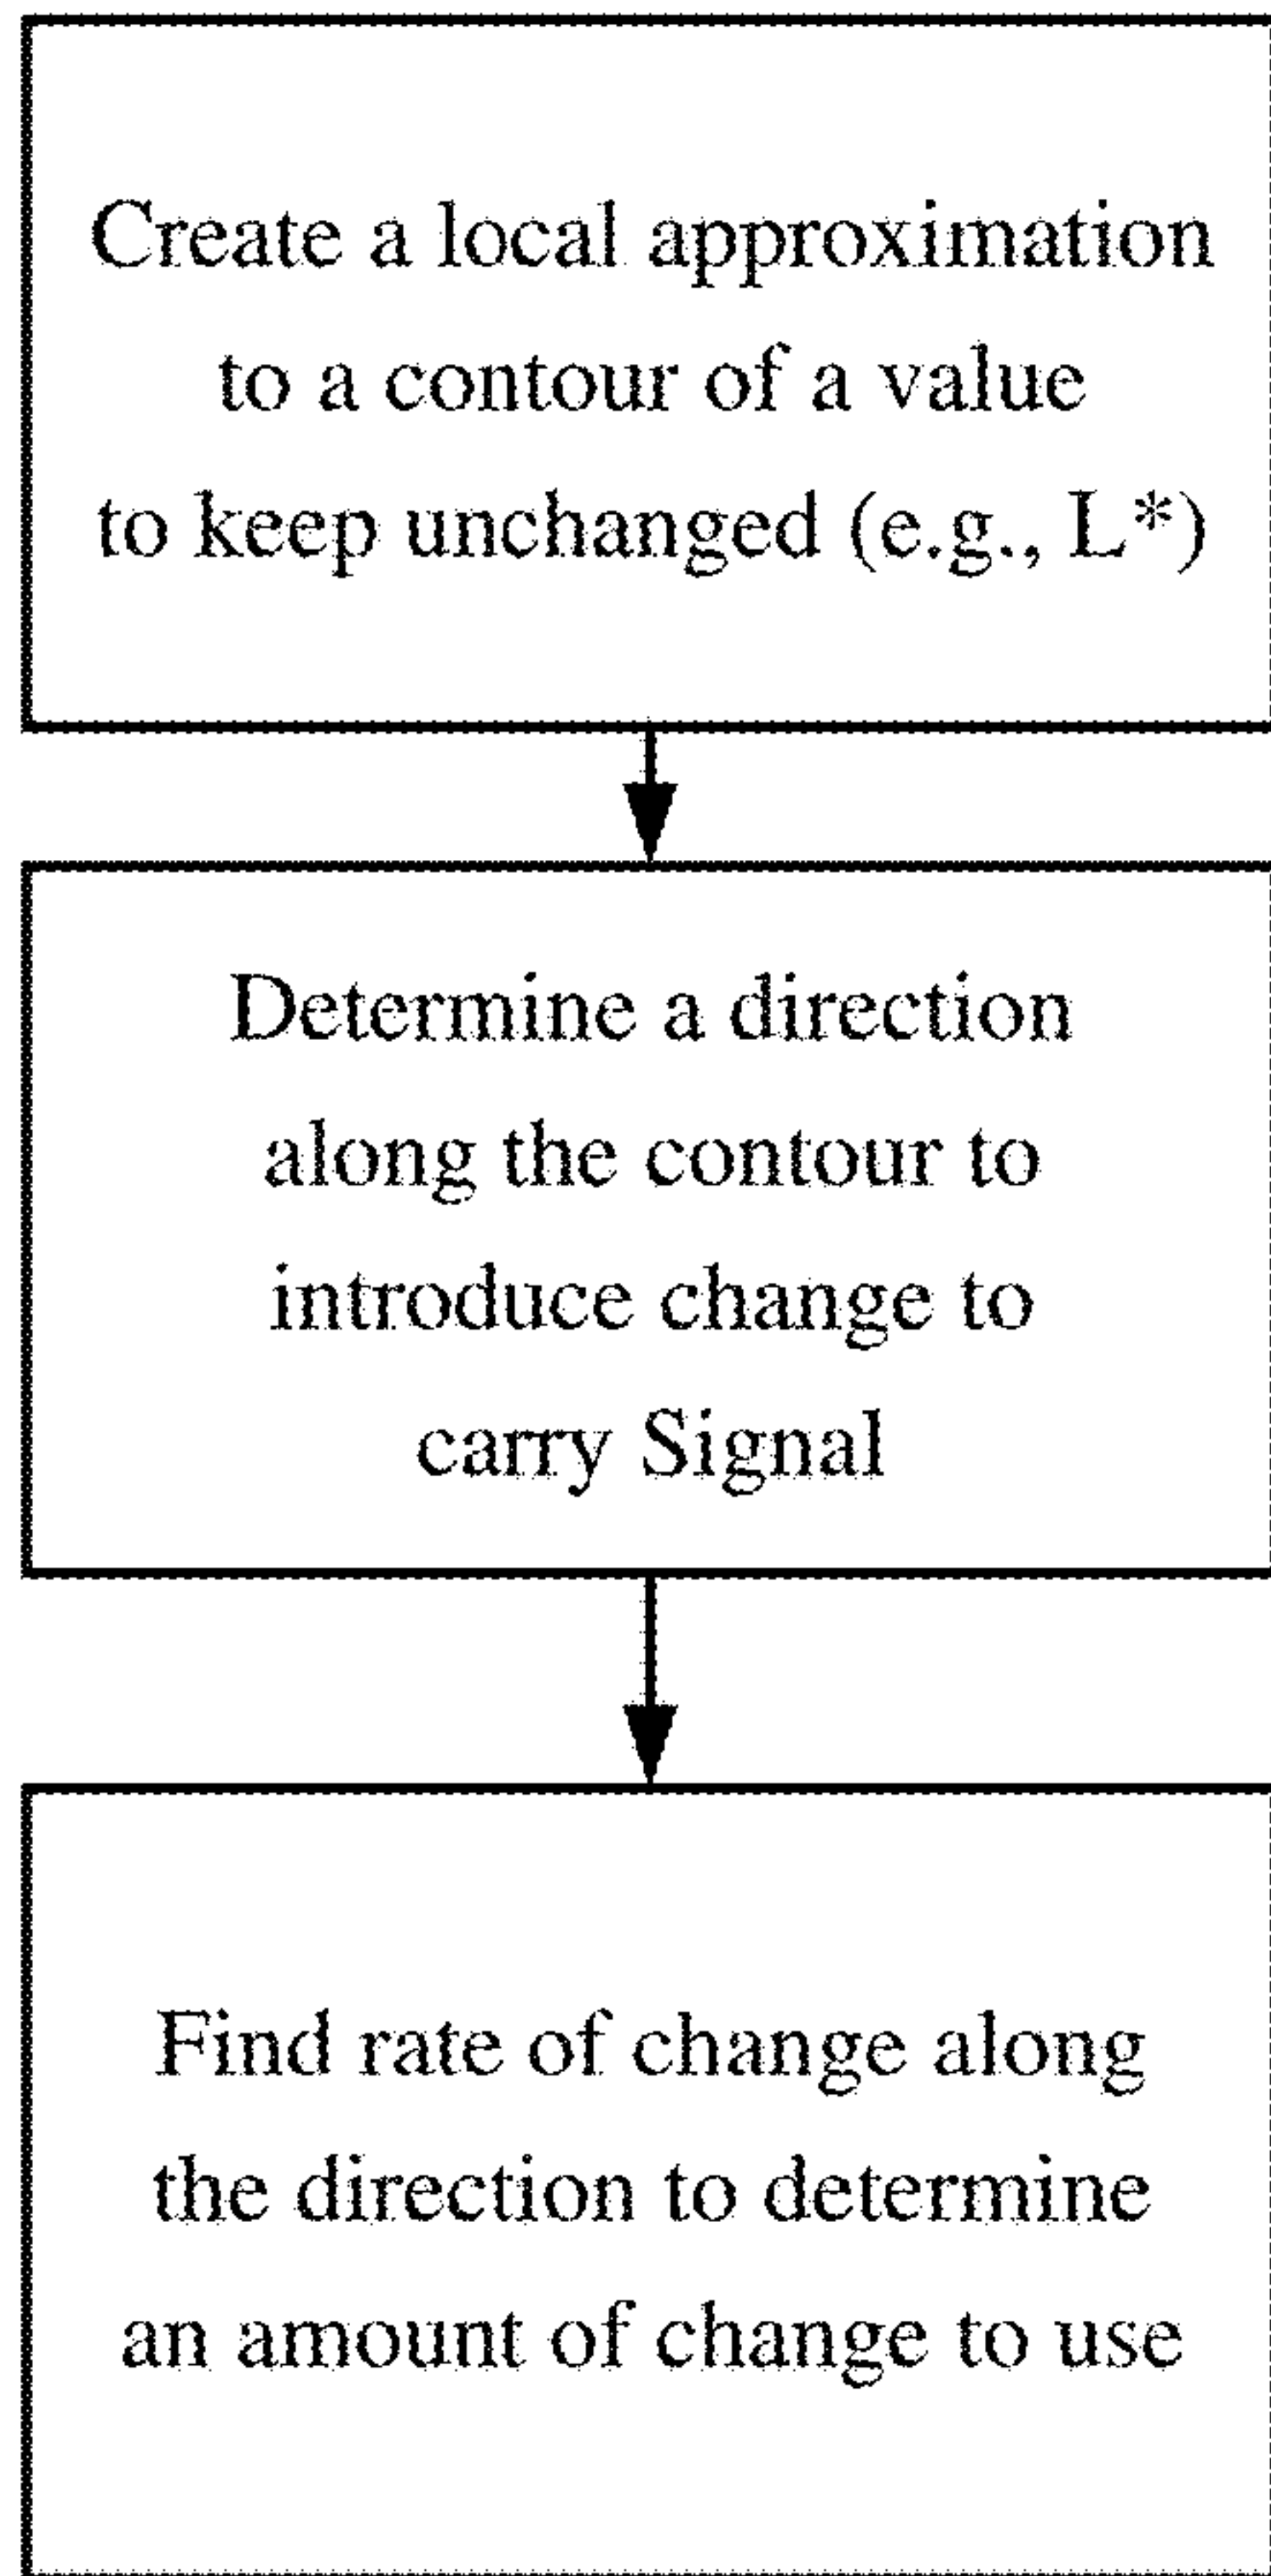 Create a local approximation
to a contour of a value
to keep unchanged (e.g., L*)
Determine a direction
along the contour to
introduce change to
carry Signal
Find rate of change along
the direction to determine
an amount of change to use